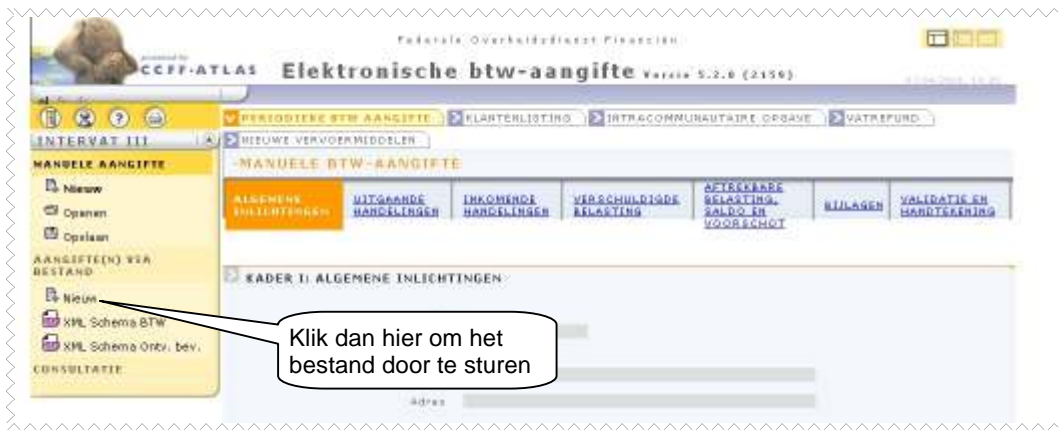 Federale Overheidsdienst Financiën
powered by
CCFF-ATLAS
Elektronische btw-aangifte Versie 5.2.0 (2156)
PERIODIEKE BTW AANGIFTE
KLANTENLISTING
INTRACOMMUNAUTAIRE OPGAVE
VATREFUND
INTERVAT III
NIEUWE VERVOERMIDDELEN
MANUELE AANGIFTE
-MANUELE BTW-AANGIFTE
Nieuw
Openen
Opslaan
ALGEMENE
INLICHTINGEN
UITGAANDE
HANDELINGEN
INKOMENDE
HANDELINGEN
VERSCHULDIGDE
BELASTING
AFTREKBARE
BELASTING,
SALDO EN
VOORSCHOT
BIJLAGEN
VALIDATIE EN
HANDTEKENING
AANGIFTE(N) VIA
BESTAND
KADER I: ALGEMENE INLICHTINGEN
Nieuw
XML Schema BTW
XML Schema Ontv. bev.
CONSULTATIE
Klik dan hier om het
bestand door te sturen
Adres